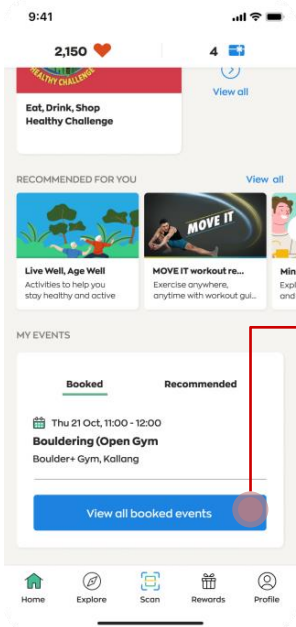 9:41
2,150 4
HEALTHY CHALLENGE
View all
Eat, Drink, Shop
Healthy Challenge
RECOMMENDED FOR YOU View all
MOVE IT
Live Well, Age Well MOVE IT workout re... Min
Activities to help you Exercise anywhere, Expl
stay healthy and active anytime with workout gui... and
MY EVENTS
Booked Recommended
Thu 21 Oct, 11:00 - 12:00
Bouldering (Open Gym
Boulder+ Gym, Kallang
View all booked events
Home Explore Scan Rewards Profile